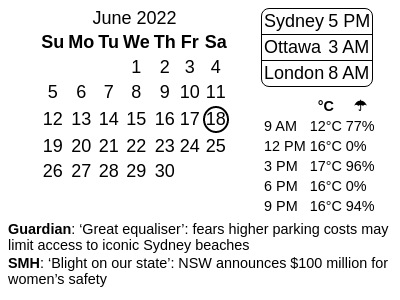 June 2022
Su Mo Tu We Th Fr Sa
1 2 3 4
5 6 7 8 9 10 11
12 13 14 15 16 17 18
19 20 21 22 23 24 25
26 27 28 29 30
Sydney 5 PM
Ottawa 3 AM
London 8 AM
°C ☂
9 AM 12°C 77%
12 PM 16°C 0%
3 PM 17°C 96%
6 PM 16°C 0%
9 PM 16°C 94%
Guardian: ‘Great equaliser’: fears higher parking costs may
limit access to iconic Sydney beaches
SMH: ‘Blight on our state’: NSW announces $100 million for
women’s safety